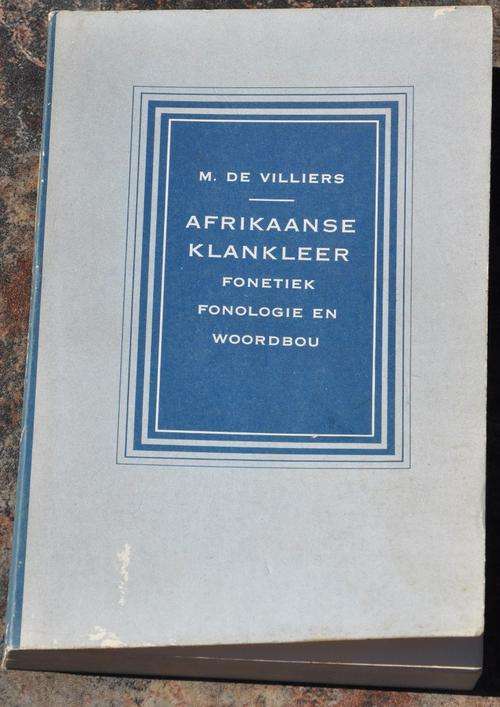 M. DE VILLIERS
AFRIKAANSE
KLANKLEER
FONETIEK
FONOLOGIE EN
WOORDBOU